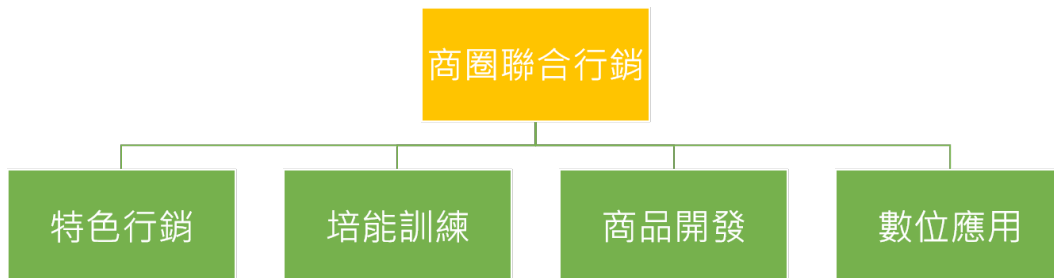 商圈聯合行銷
特色行銷
培能訓練
商品開發
數位應用